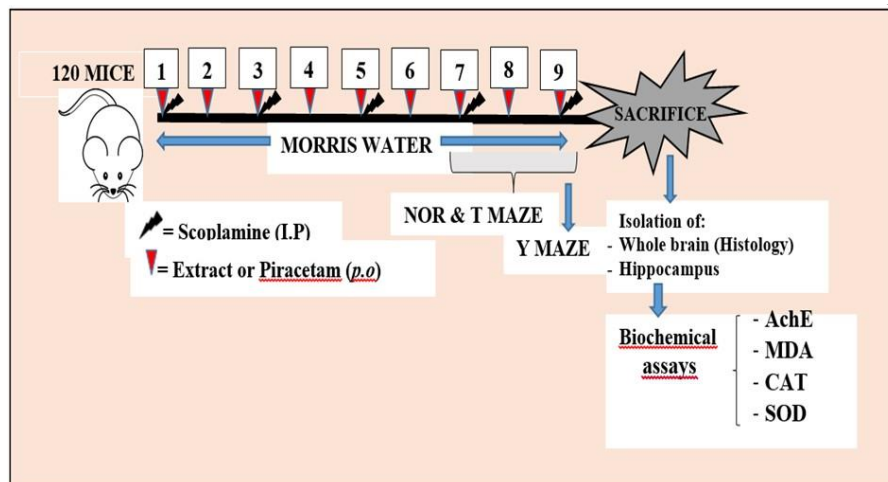 120 MICE
1 2 3 4 5 6 7 8 9
SACRIFICE
MORRIS WATER
NOR & T MAZE
Y MAZE
= Scoplamine (I.P)
= Extract or Piracetam (p.o)
Isolation of:
- Whole brain (Histology)
- Hippocampus
Biochemical
assays
- AchE
- MDA
- CAT
- SOD